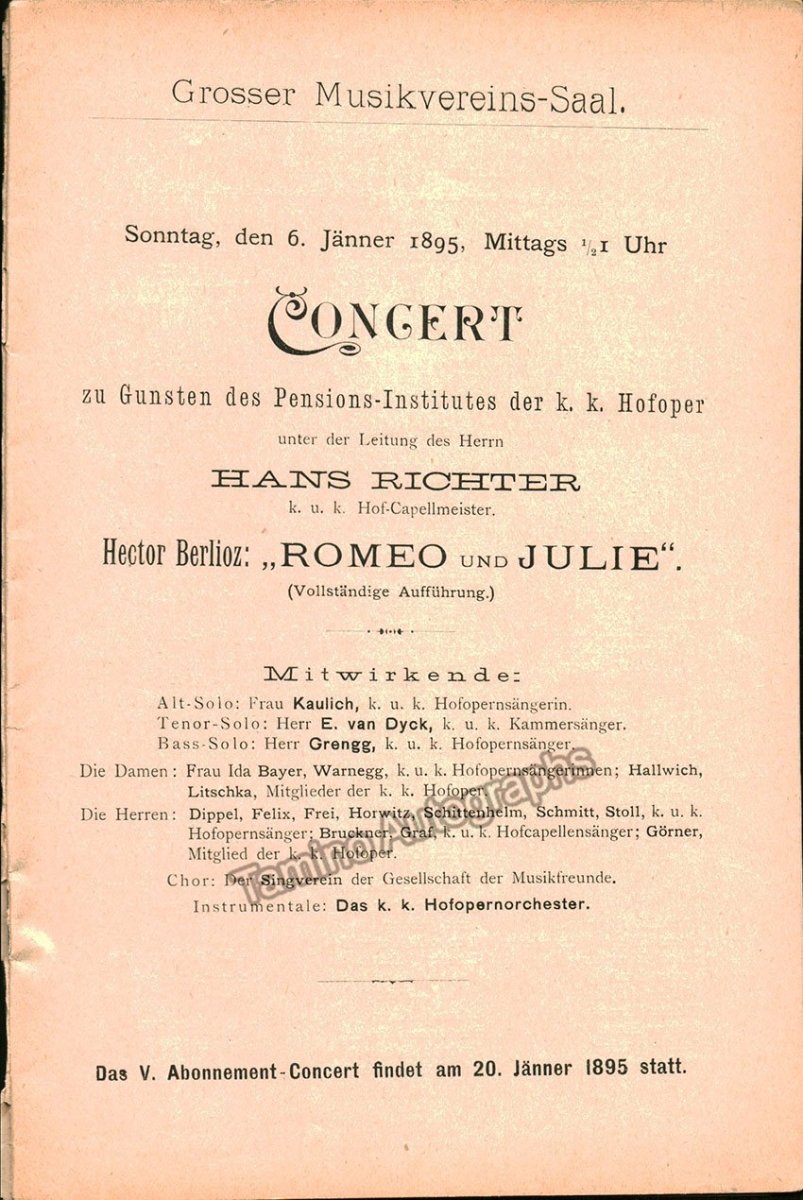 Grosser Musikvereins-Saal.
Sonntag, den 6. Jänner 1895, Mittags ½1 Uhr
CONCERT
zu Gunsten des Pensions-Institutes der k. k. Hofoper
unter der Leitung des Herrn
HANS RICHTER
k. u. k. Hof-Capellmeister.
Hector Berlioz: „ROMEO UND JULIE“.
(Vollständige Aufführung.)
Mitwirkende:
Alt-Solo: Frau Kaulich, k. u. k. Hofopernsängerin.
Tenor-Solo: Herr E. van Dyck, k. u. k. Kammersänger.
Bass-Solo: Herr Grengg, k. u. k. Hofopernsänger.
Die Damen: Frau Ida Bayer, Warnegg, k. u. k. Hofopernsängerinnen; Hallwich,
Litschka, Mitglieder der k. k. Hofoper.
Die Herren: Dippel, Felix, Frei, Horwitz, Schittenhelm, Schmitt, Stoll, k. u. k.
Hofopernsänger; Bruckner, Graf, k. u. k. Hofcapellensänger; Görner,
Mitglied der k. k. Hofoper.
Chor: Der Singverein der Gesellschaft der Musikfreunde.
Instrumentale: Das k. k. Hofopernorchester.
Tamino Autographs
Das V. Abonnement-Concert findet am 20. Jänner 1895 statt.